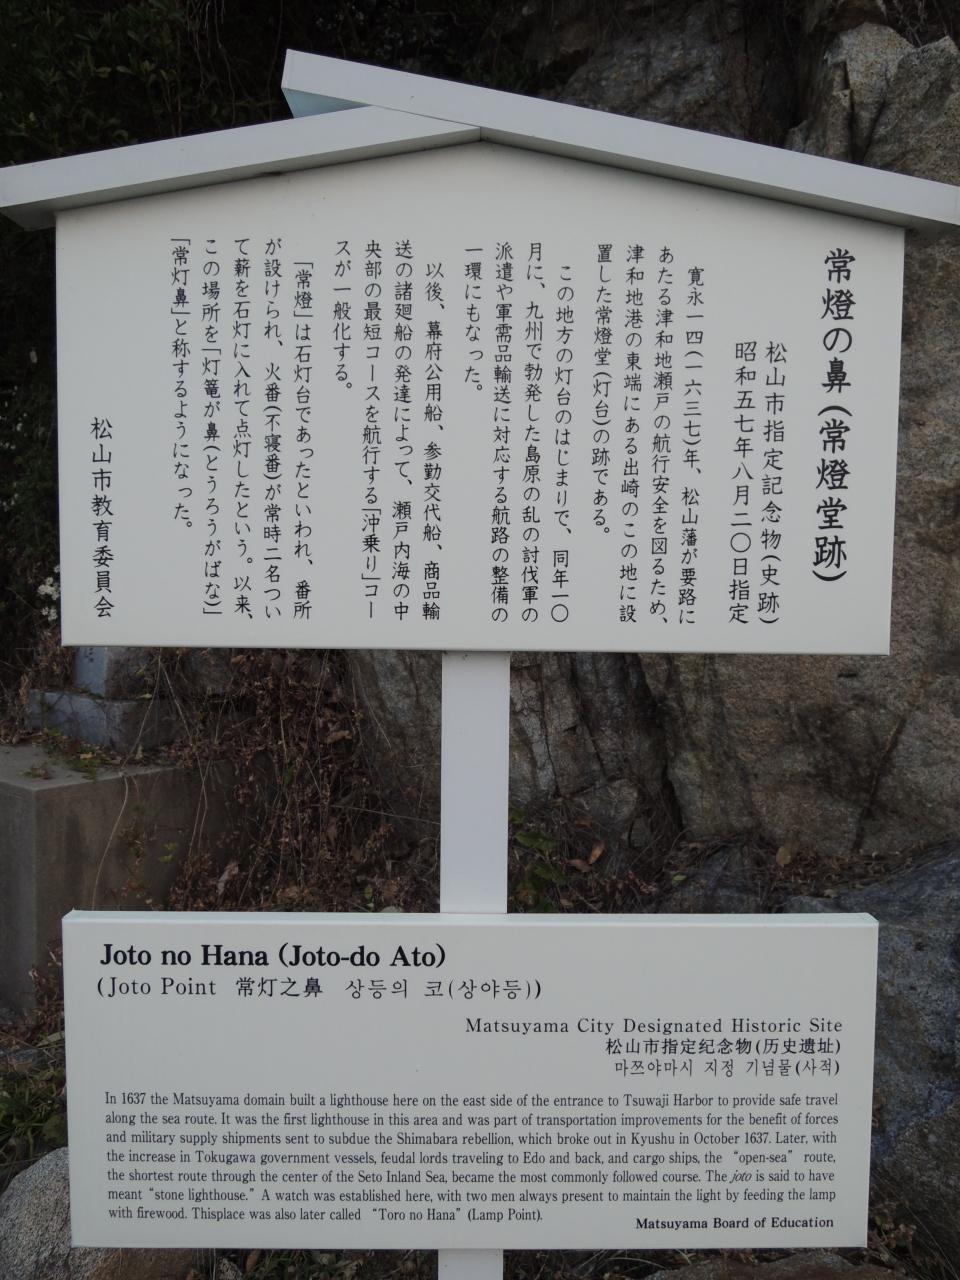 常燈の鼻(常燈堂跡)
松山市指定記念物(史跡)
昭和五七年八月二〇日指定
寛永一四(一六三七)年、松山藩が要路に
あたる津和地瀬戸の航行安全を図るため、
津和地港の東端にある出崎のこの地に設
置した常燈堂(灯台)の跡である。
この地方の灯台のはじまりで、同年一〇
月に、九州で勃発した島原の乱の討伐軍の
派遣や軍需品輸送に対応する航路の整備の
一環にもなった。
以後、幕府公用船、参勤交代船、商品輸
送の諸廻船の発達によって、瀬戸内海の中
央部の最短コースを航行する「沖乗り」コー
スが一般化する。
「常燈」は石灯台であったといわれ、番所
が設けられ、火番(不寝番)が常時二名つい
て薪を石灯に入れて点灯したという。以来、
この場所を「灯篭が鼻(とうろうがばな)」
「常灯鼻」と称するようになった。
松山市教育委員会
Joto no Hana (Joto-do Ato)
(Joto Point 常灯之鼻 상등의 코(상야등))
Matsuyama City Designated Historic Site
松山市指定纪念物(历史遗址)
마쯔야마시 지정 기념물(사적)
In 1637 the Matsuyama domain built a lighthouse here on the east side of the entrance to Tsuwaji Harbor to provide safe travel
along the sea route. It was the first lighthouse in this area and was part of transportation improvements for the benefit of forces
and military supply shipments sent to subdue the Shimabara rebellion, which broke out in Kyushu in October 1637. Later, with
the increase in Tokugawa government vessels, feudal lords traveling to Edo and back, and cargo ships, the “open-sea” route,
the shortest route through the center of the Seto Inland Sea, became the most commonly followed course. The joto is said to have
meant “stone lighthouse.” A watch was established here, with two men always present to maintain the light by feeding the lamp
with firewood. Thisplace was also later called “Toro no Hana” (Lamp Point).
Matsuyama Board of Education